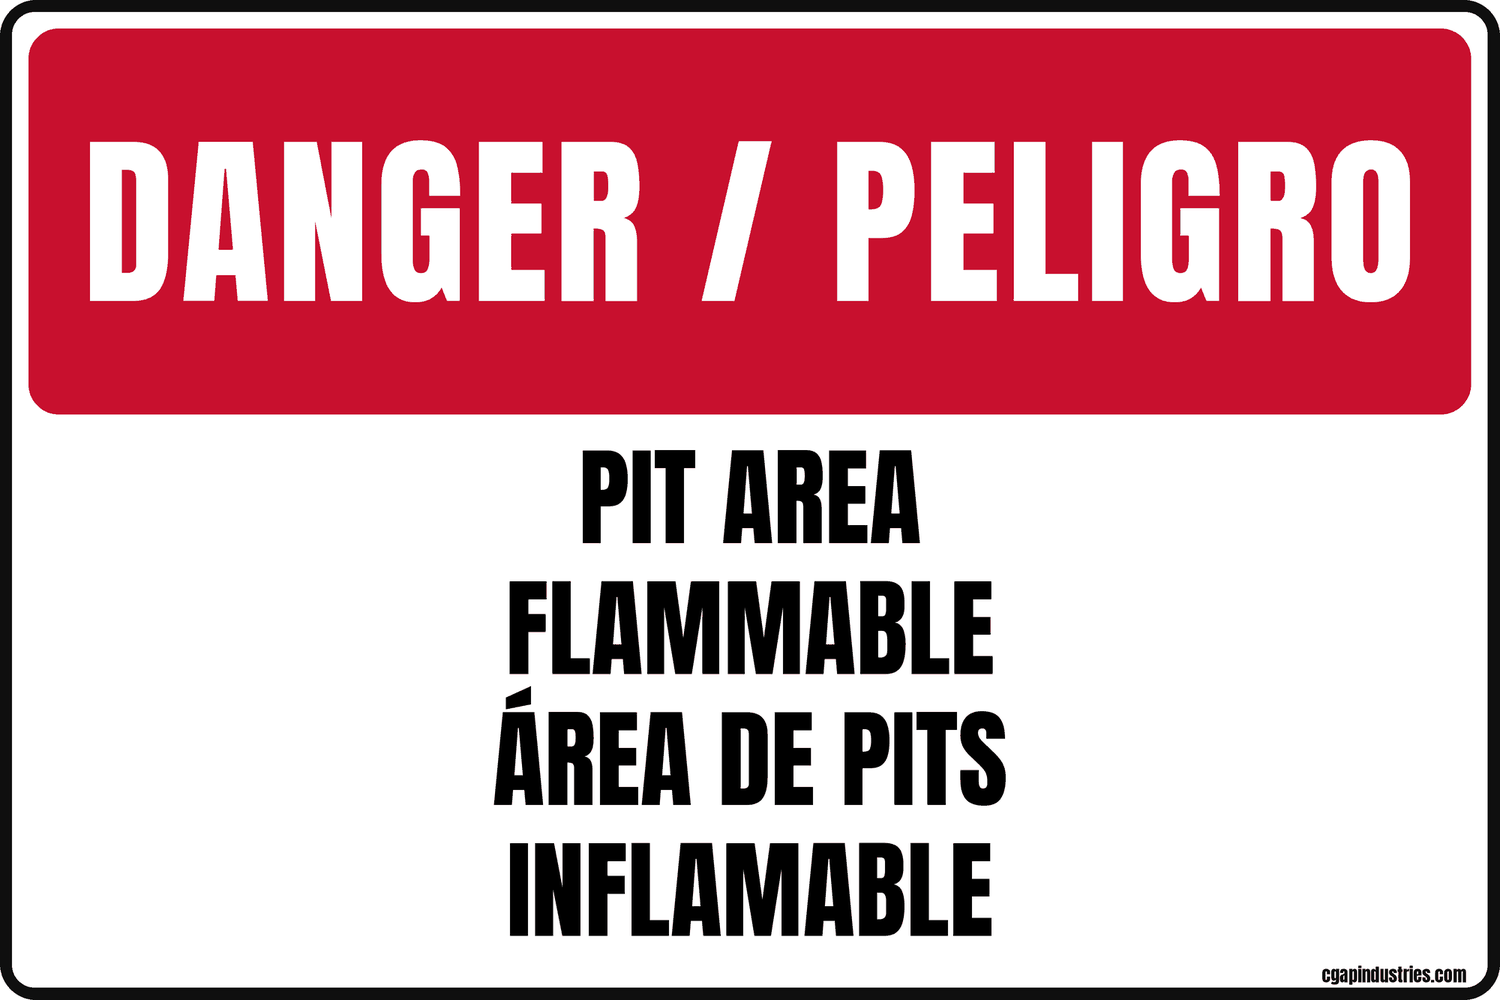 DANGER / PELIGRO
PIT AREA
FLAMMABLE
ÁREA DE PITS
INFLAMABLE
cgapindustries.com